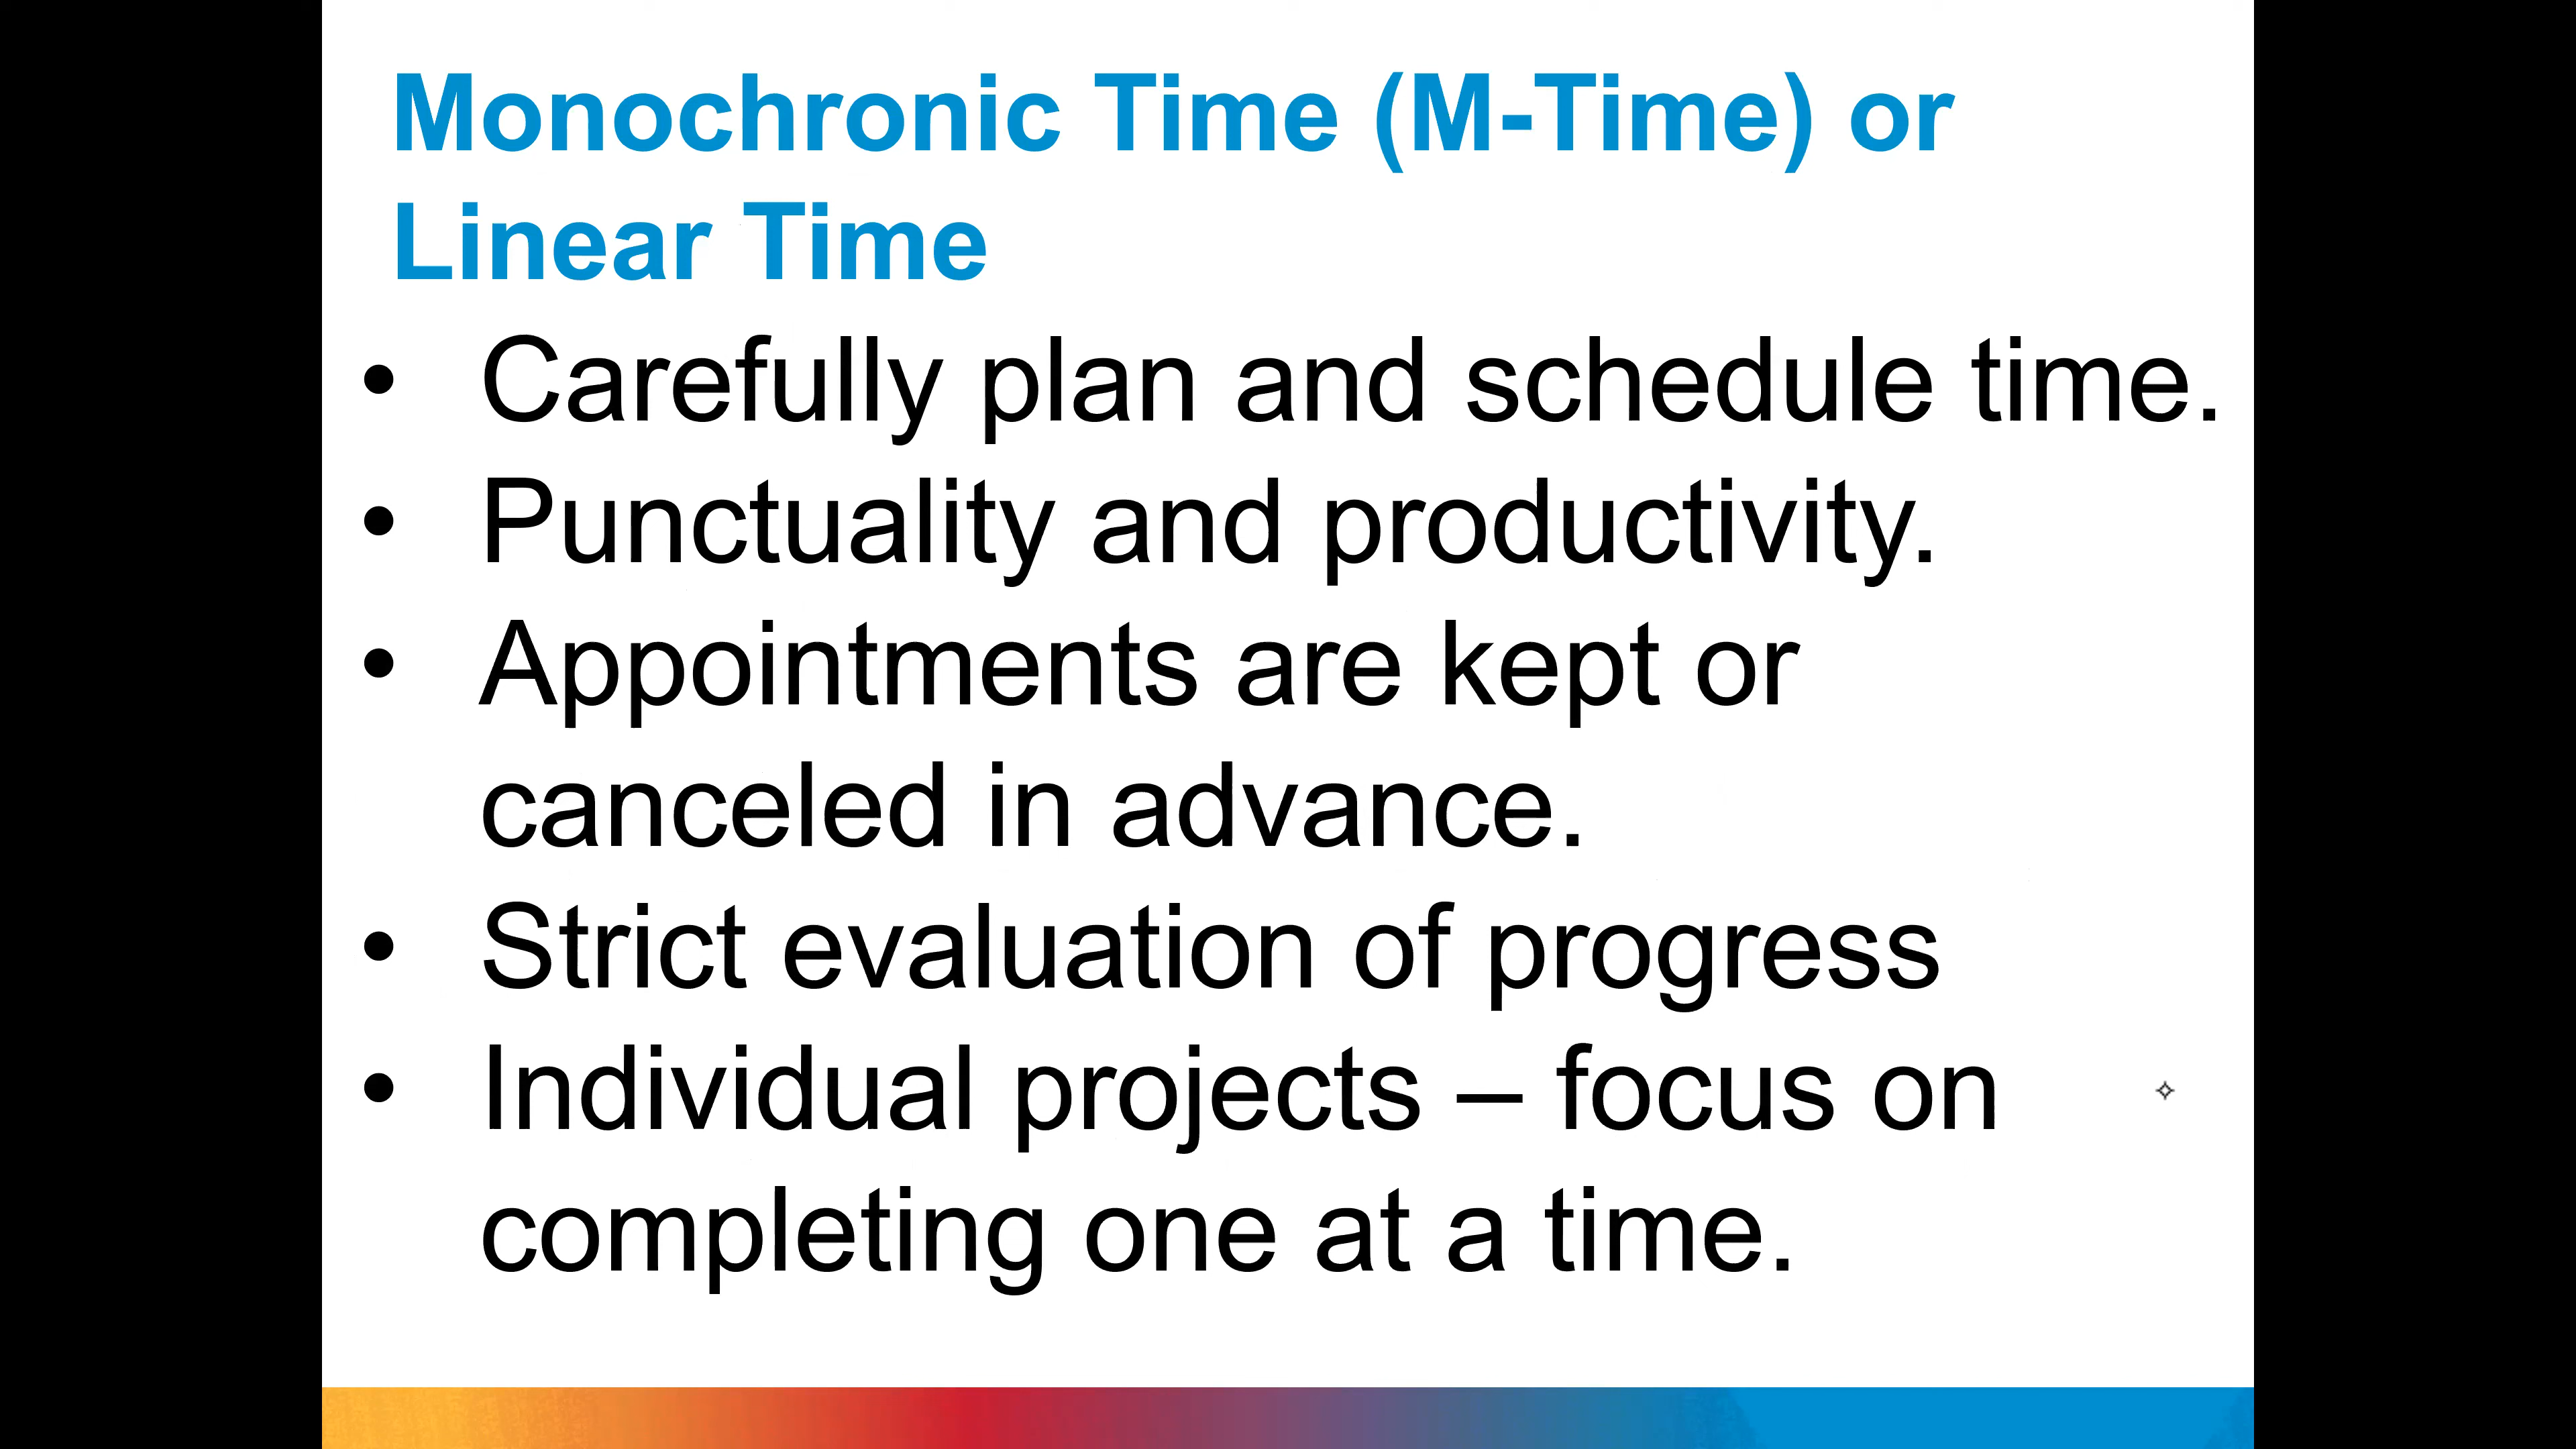 Monochronic Time (M-Time) or
Linear Time
• Carefully plan and schedule time.
• Punctuality and productivity.
• Appointments are kept or
canceled in advance.
• Strict evaluation of progress
• Individual projects – focus on
completing one at a time.